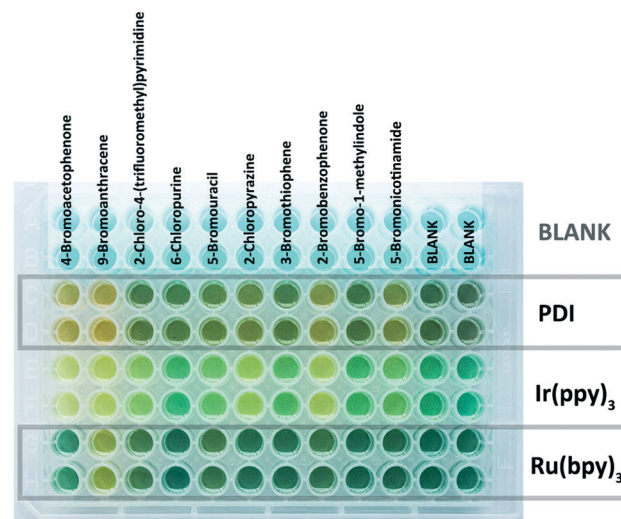 4-Bromoacetophenone
9-Bromoanthracene
2-Chloro-4-(trifluoromethyl)pyrimidine
6-Chloropurine
5-Bromouracil
2-Chloropyrazine
3-Bromothiophene
2-Bromobenzophenone
5-Bromo-1-methylindole
5-Bromonicotinamide
BLANK
BLANK
BLANK
PDI
Ir(ppy)₃
Ru(bpy)₃
A
B
C
D
E
F
G
H